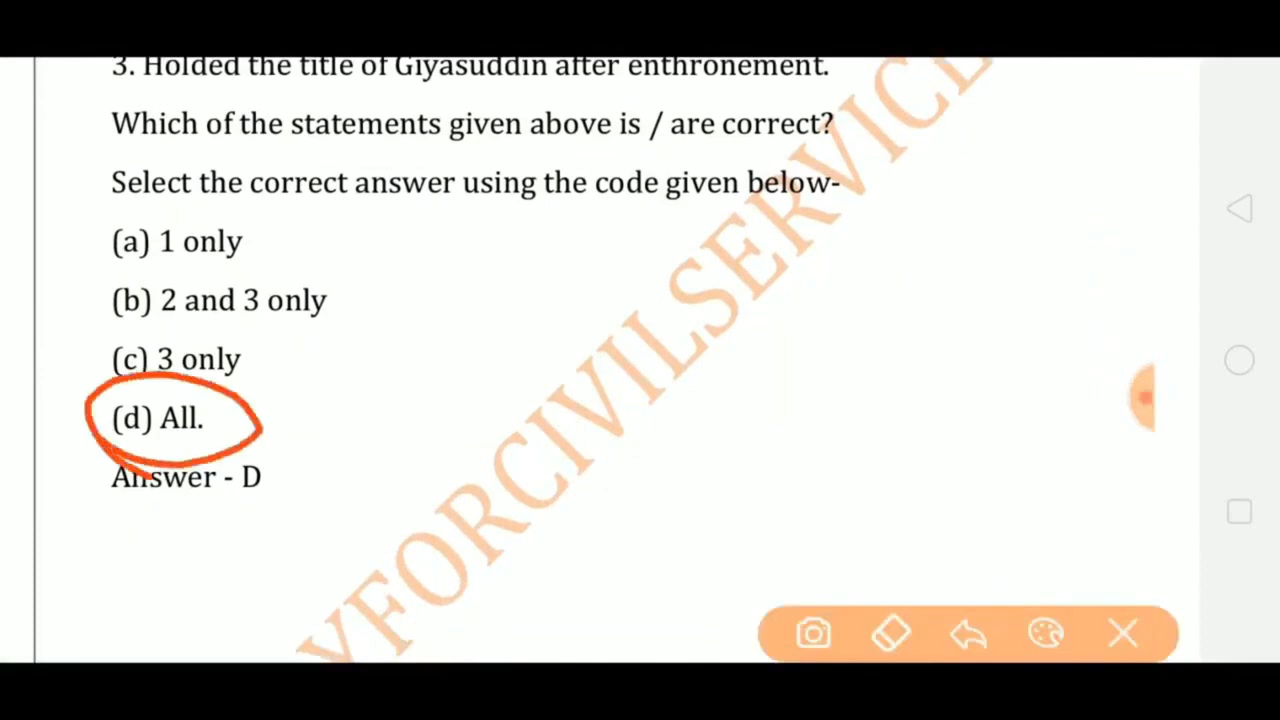 3. Holded the title of Giyasuddin after enthronement.
Which of the statements given above is / are correct?
Select the correct answer using the code given below-
(a) 1 only
(b) 2 and 3 only
(c) 3 only
(d) All.
Answer - D
YFORCIVILSERVICE